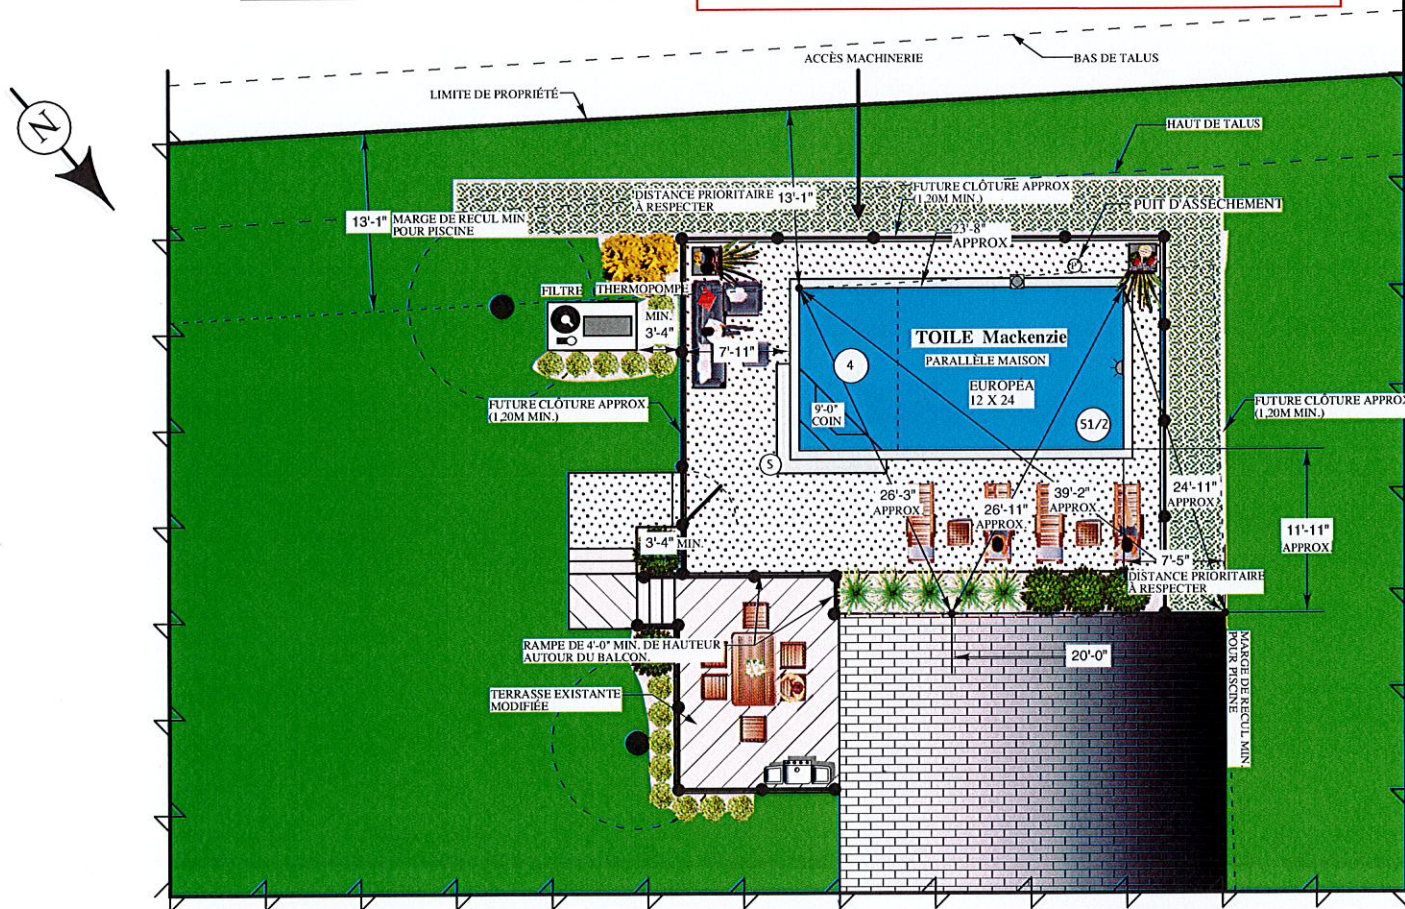 ACCÈS MACHINERIE
BAS DE TALUS
LIMITE DE PROPRIÉTÉ
N
HAUT DE TALUS
DISTANCE PRIORITAIRE
À RESPECTER
13'-1"
FUTURE CLÔTURE APPROX
(1,20M MIN.)
PUIT D'ASSÈCHEMENT
13'-1"
MARGE DE RECUL MIN
POUR PISCINE
23'-8"
APPROX
FILTRE
THERMOPOMPE
MIN.
3'-4"
7'-11"
TOILE Mackenzie
PARALLÈLE MAISON
4
EUROPÉA
12 X 24
9'-0"
COIN
51/2
FUTURE CLÔTURE APPROX
(1,20M MIN.)
FUTURE CLÔTURE APPROX
(1,20M MIN.)
S
26'-3"
APPROX
26'-11"
APPROX
39'-2"
APPROX
24'-11"
APPROX
11'-11"
APPROX
3'-4" MIN.
7'-5"
DISTANCE PRIORITAIRE
À RESPECTER
RAMPE DE 4'-0" MIN. DE HAUTEUR
AUTOUR DU BALCON.
20'-0"
MARGE DE RECUL MIN.
POUR PISCINE
TERRASSE EXISTANTE
MODIFIÉE